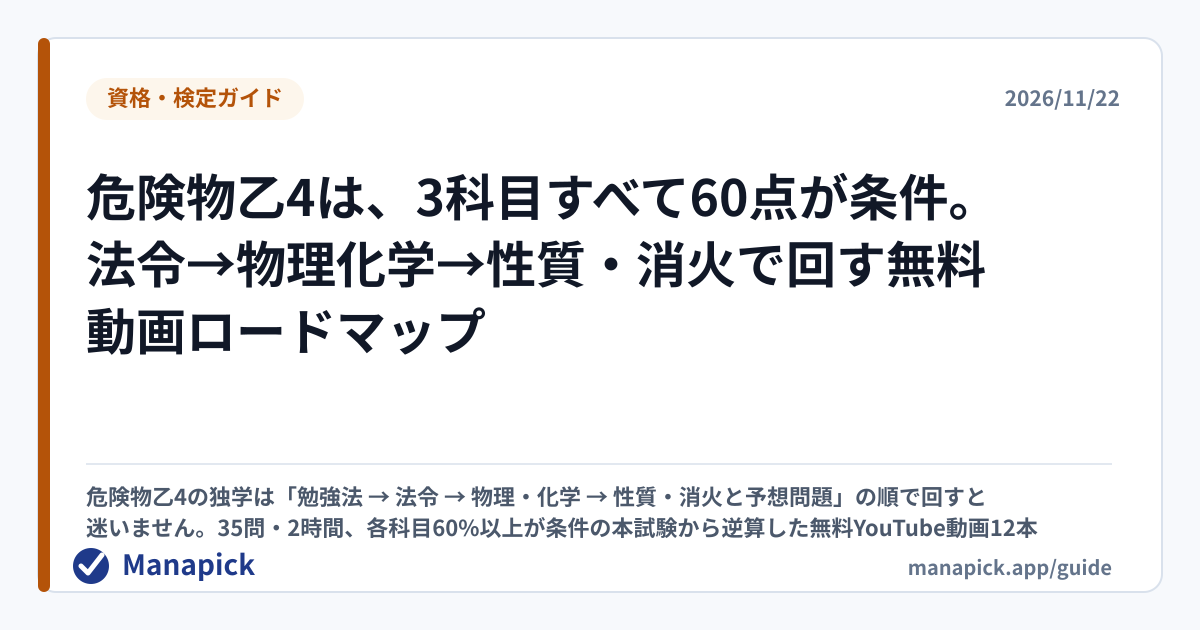 資格・検定ガイド
2026/11/22
危険物乙4は、3科目すべて60点が条件。
法令→物理化学→性質・消火で回す無料
動画ロードマップ
危険物乙4の独学は「勉強法 → 法令 → 物理・化学 → 性質・消火と予想問題」の順で回すと
迷いません。35問・2時間、各科目60%以上が条件の本試験から逆算した無料YouTube動画12本
Manapick
manapick.app/guide